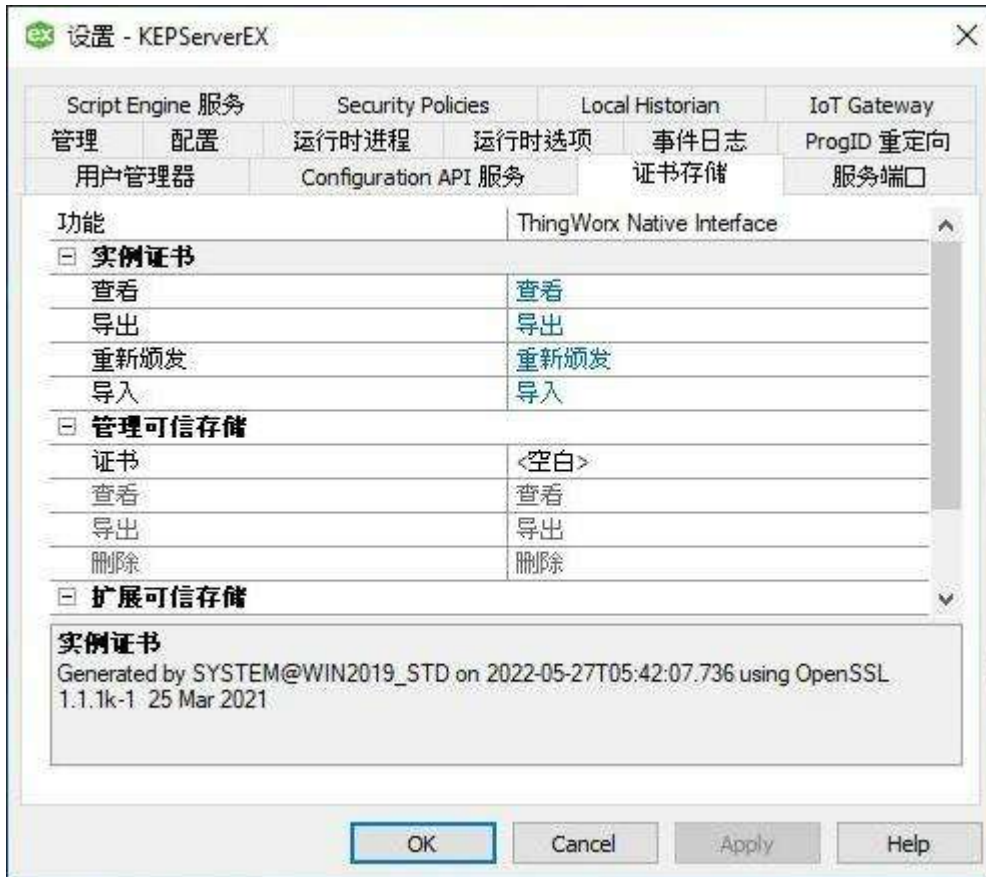 设置 - KEPServerEX
Script Engine 服务 Security Policies Local Historian IoT Gateway
管理 配置 运行时进程 运行时选项 事件日志 ProgID 重定向
用户管理器 Configuration API 服务 证书存储 服务端口
功能 ThingWorx Native Interface
实例证书
查看 查看
导出 导出
重新颁发 重新颁发
导入 导入
管理可信存储
证书 <空白>
查看 查看
导出 导出
删除 删除
扩展可信存储
实例证书
Generated by SYSTEM@WIN2019_STD on 2022-05-27T05:42:07.736 using OpenSSL
1.1.1k-1 25 Mar 2021
OK Cancel Apply Help